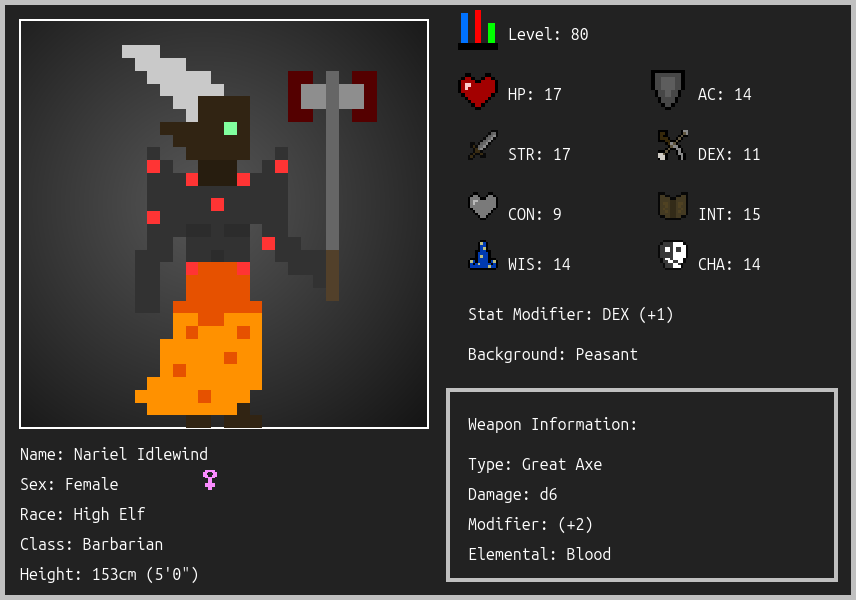 Level: 80
HP: 17
AC: 14
STR: 17
DEX: 11
CON: 9
INT: 15
WIS: 14
CHA: 14
Stat Modifier: DEX (+1)
Background: Peasant
Weapon Information:
Type: Great Axe
Damage: d6
Modifier: (+2)
Elemental: Blood
Name: Nariel Idlewind
Sex: Female
Race: High Elf
Class: Barbarian
Height: 153cm (5'0")